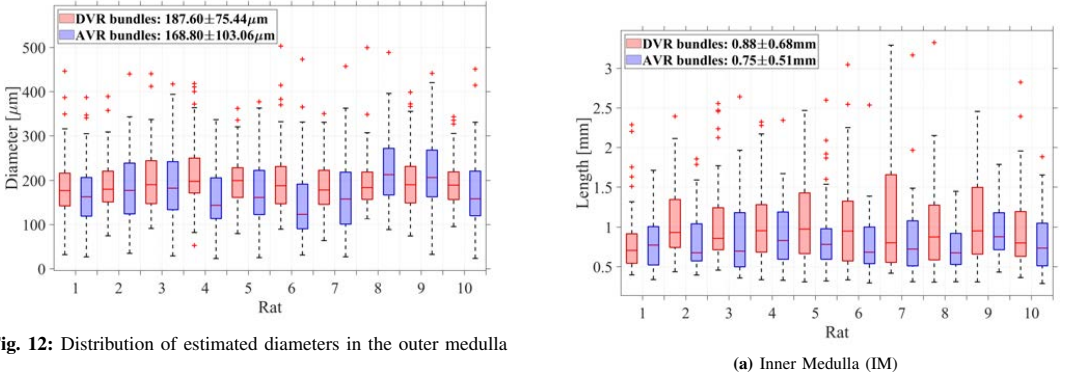 DVR bundles: 187.60±75.44μm
AVR bundles: 168.80±103.06μm
500
400
300
200
100
0
Diameter [μm]
1 2 3 4 5 6 7 8 9 10
Rat
ig. 12: Distribution of estimated diameters in the outer medulla
DVR bundles: 0.88±0.68mm
AVR bundles: 0.75±0.51mm
3
2.5
2
1.5
1
0.5
Length [mm]
1 2 3 4 5 6 7 8 9 10
Rat
(a) Inner Medulla (IM)